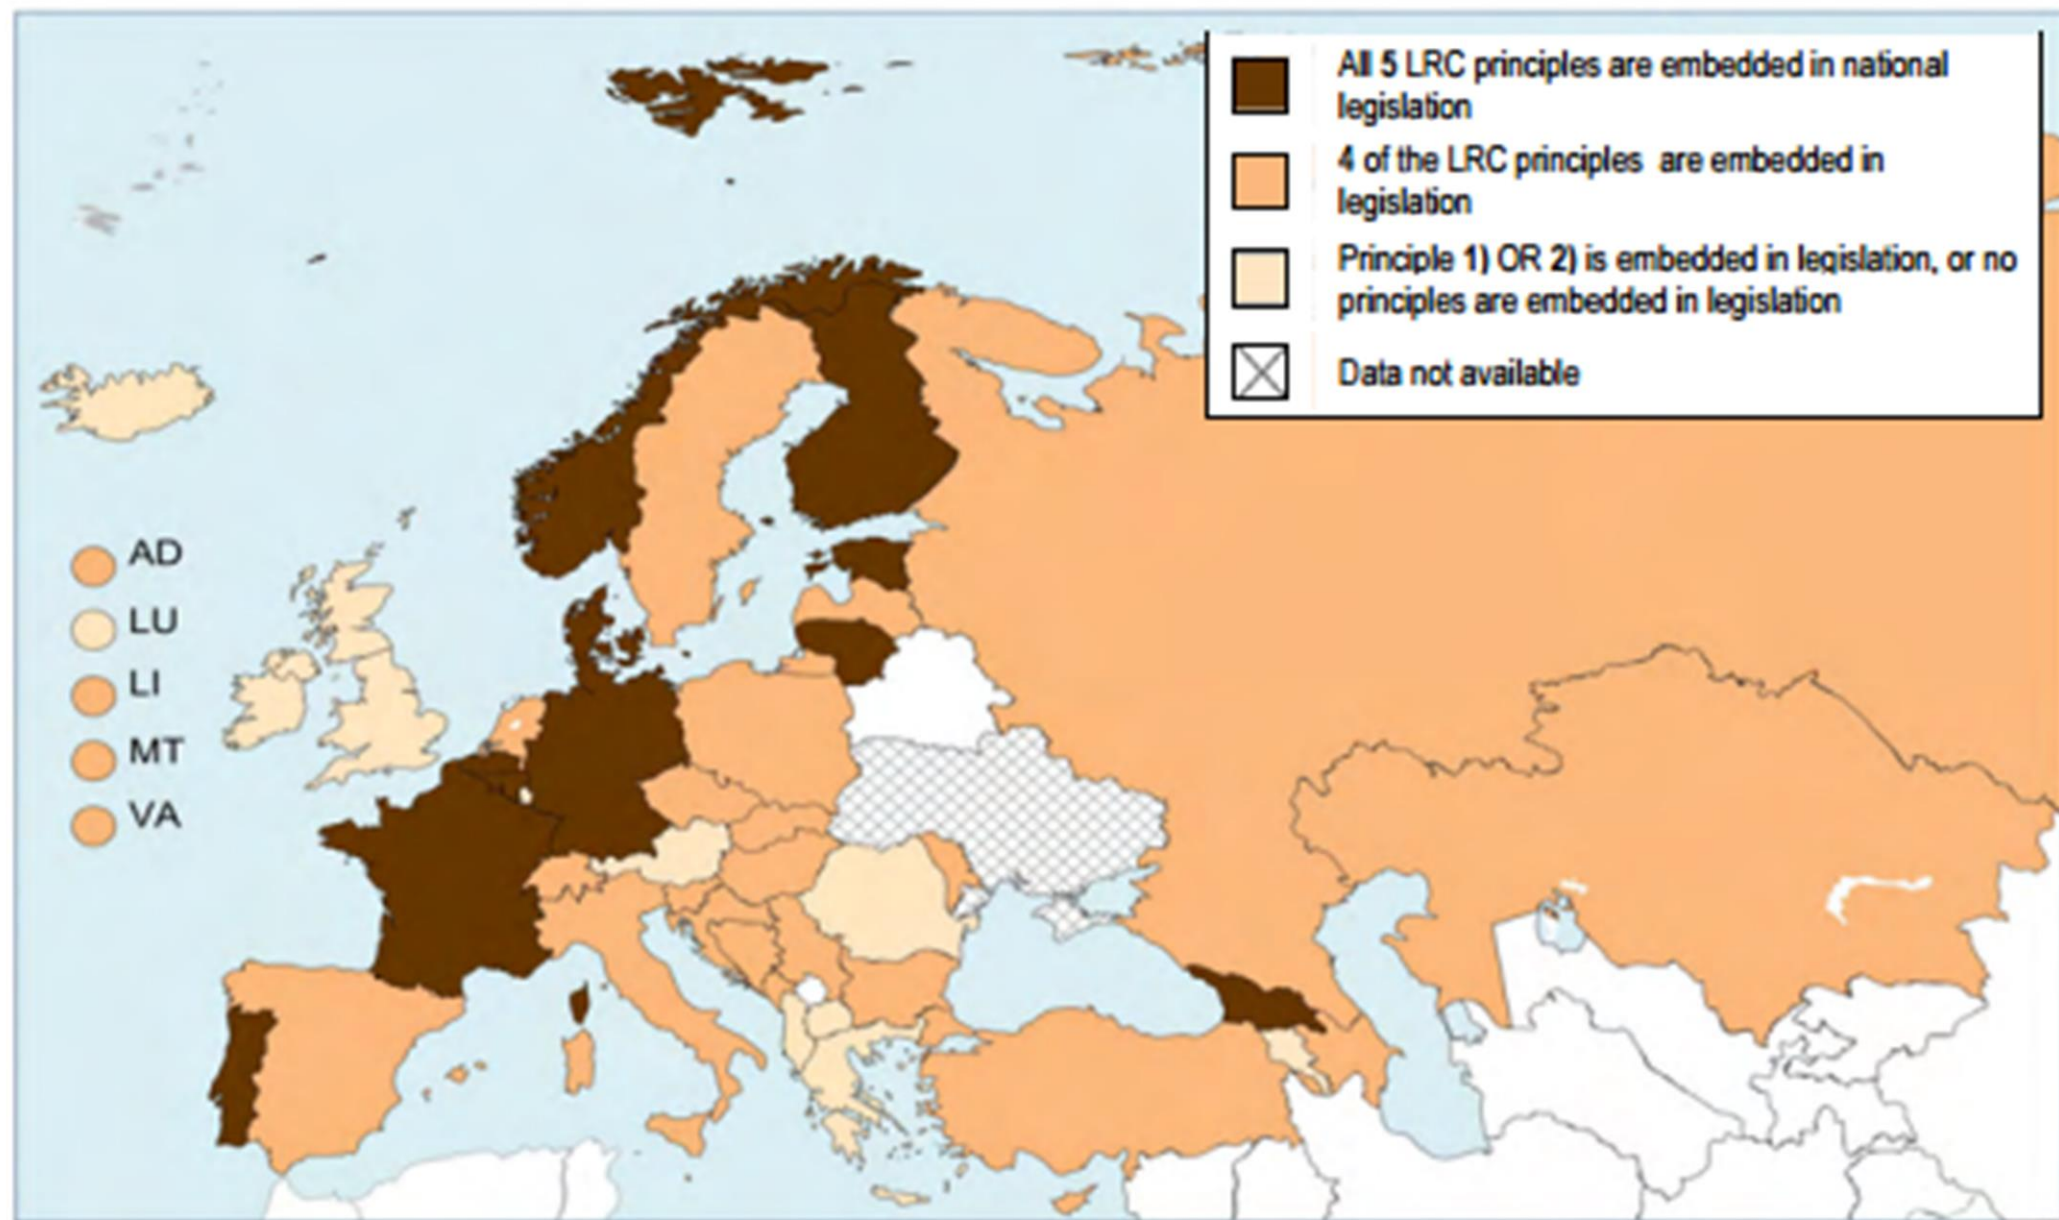 All 5 LRC principles are embedded in national
legislation
4 of the LRC principles are embedded in
legislation
Principle 1) OR 2) is embedded in legislation, or no
principles are embedded in legislation
Data not available
AD
LU
LI
MT
VA